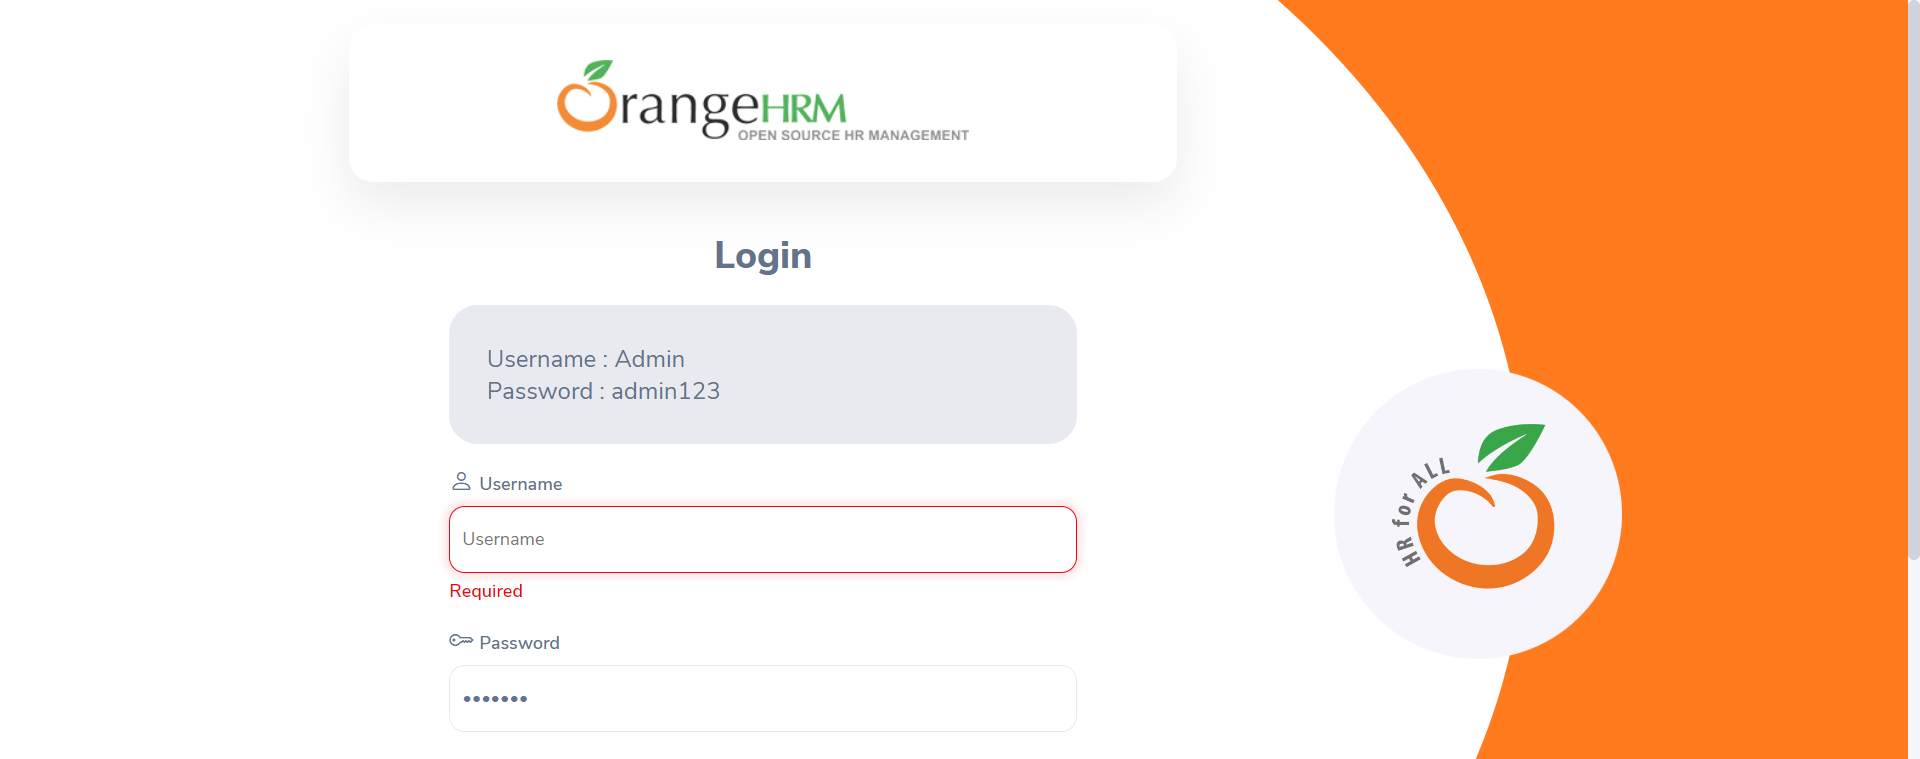 OrangeHRM
OPEN SOURCE HR MANAGEMENT
Login
Username : Admin
Password : admin123
Username
Username
Required
Password
•••••••
HR for ALL